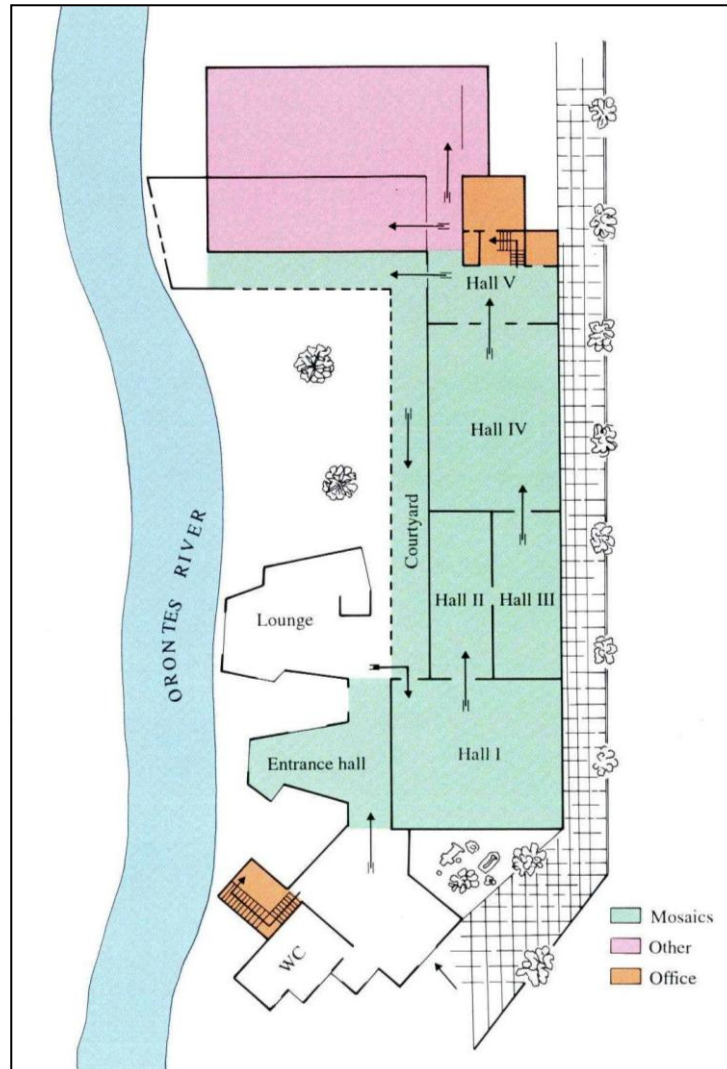 Hall V
Hall IV
Courtyard
Hall II
Hall III
ORONTES RIVER
Lounge
Hall I
Entrance hall
WC
Mosaics
Other
Office